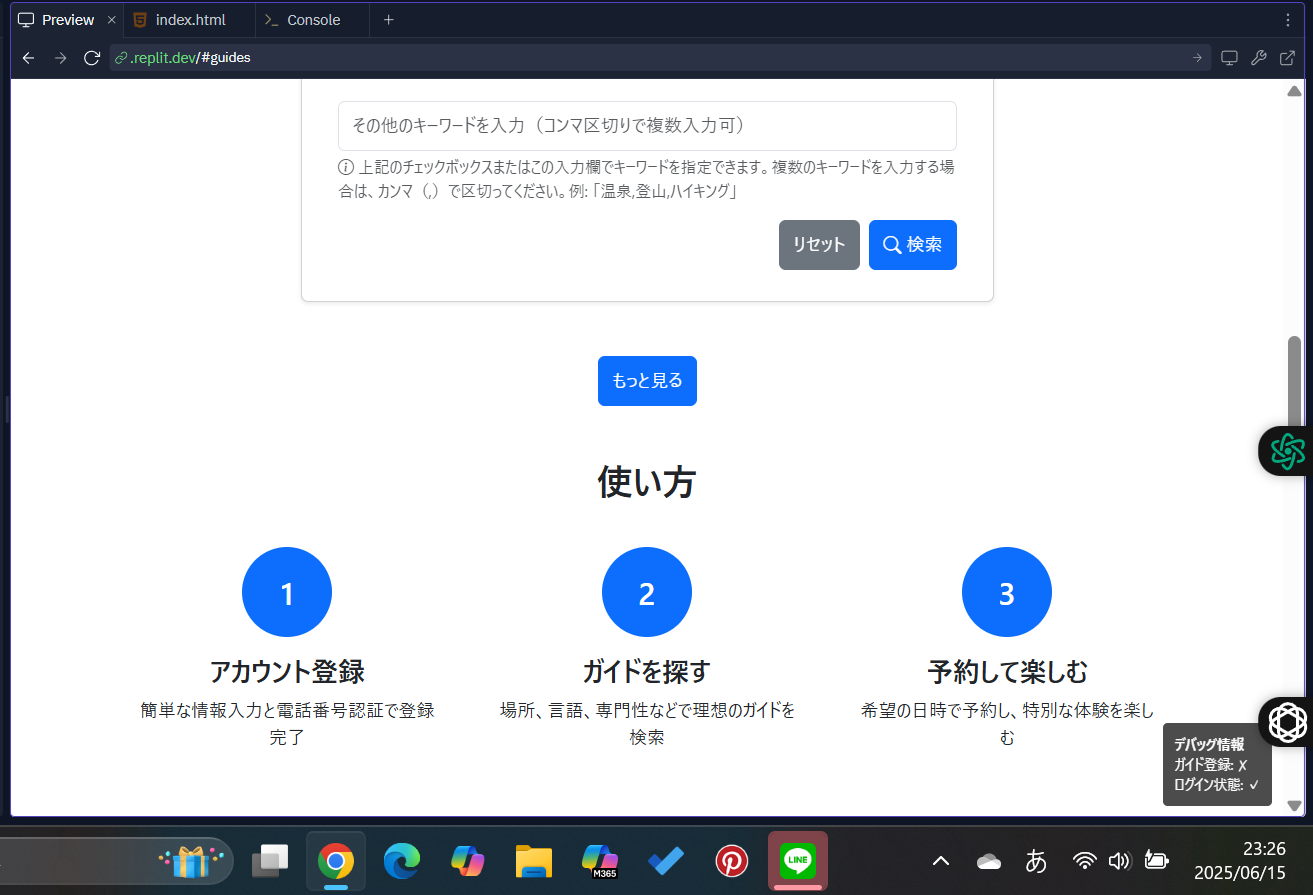 Preview
index.html
Console
.replit.dev/#guides
その他のキーワードを入力（コンマ区切りで複数入力可）
上記のチェックボックスまたはこの入力欄でキーワードを指定できます。複数のキーワードを入力する場
合は、カンマ（,）で区切ってください。例:「温泉,登山,ハイキング」
リセット
検索
もっと見る
使い方
1
2
3
アカウント登録
ガイドを探す
予約して楽しむ
簡単な情報入力と電話番号認証で登録
完了
場所、言語、専門性などで理想のガイドを
検索
希望の日時で予約し、特別な体験を楽し
む
デバッグ情報
ガイド登録: ✗
ログイン状態: ✓
M365
LINE
あ
23:26
2025/06/15